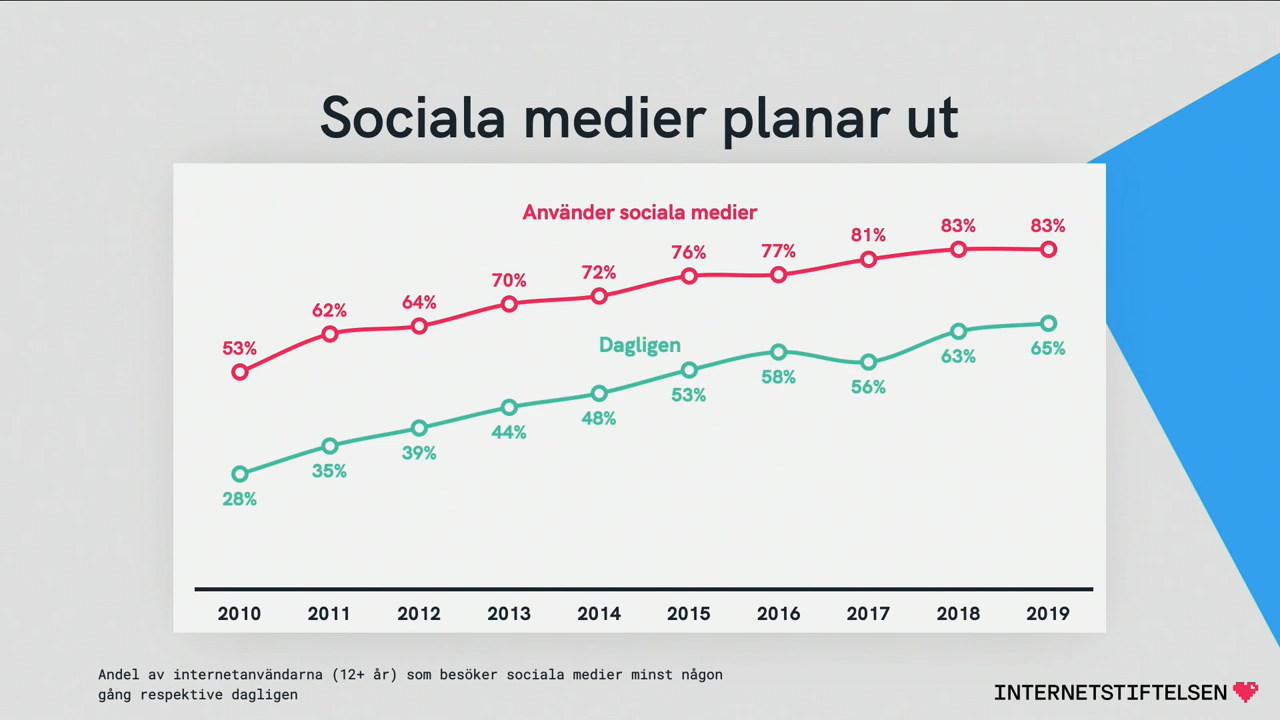 Sociala medier planar ut
Använder sociala medier
53% 62% 64% 70% 72% 76% 77% 81% 83% 83%
Dagligen
28% 35% 39% 44% 48% 53% 58% 56% 63% 65%
2010 2011 2012 2013 2014 2015 2016 2017 2018 2019
Andel av internetanvändarna (12+ år) som besöker sociala medier minst någon
gång respektive dagligen
INTERNETSTIFTELSEN